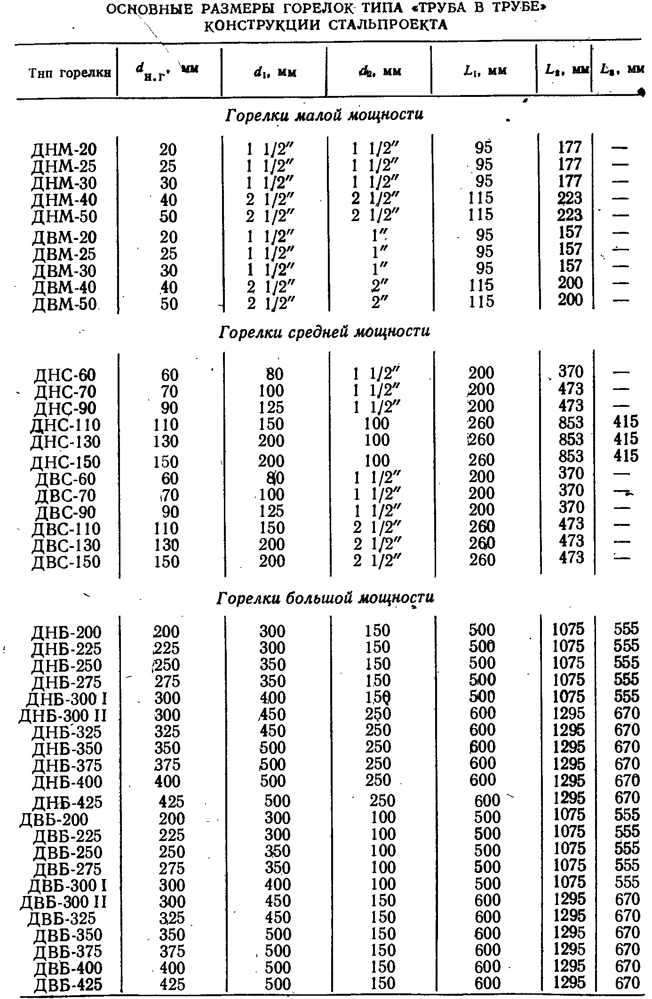 ОСНОВНЫЕ РАЗМЕРЫ ГОРЕЛОК ТИПА «ТРУБА В ТРУБЕ»
КОНСТРУКЦИИ СТАЛЬПРОЕКТА
Тип горелки d н.г, мм d₁, мм d₂, мм L₁, мм L₂, мм L₃, мм
Горелки малой мощности
ДНМ-20 20 1 1/2″ 1 1/2″ 95 177 —
ДНМ-25 25 1 1/2″ 1 1/2″ 95 177 —
ДНМ-30 30 1 1/2″ 1 1/2″ 95 177 —
ДНМ-40 40 2 1/2″ 2 1/2″ 115 223 —
ДНМ-50 50 2 1/2″ 2 1/2″ 115 223 —
ДВМ-20 20 1 1/2″ 1″ 95 157 —
ДВМ-25 25 1 1/2″ 1″ 95 157 —
ДВМ-30 30 1 1/2″ 1″ 95 157 —
ДВМ-40 40 2 1/2″ 2″ 115 200 —
ДВМ-50 50 2 1/2″ 2″ 115 200 —
Горелки средней мощности
ДНС-60 60 80 1 1/2″ 200 370 —
ДНС-70 70 100 1 1/2″ 200 473 —
ДНС-90 90 125 1 1/2″ 200 473 —
ДНС-110 110 150 100 260 853 415
ДНС-130 130 200 100 260 853 415
ДНС-150 150 200 100 260 853 415
ДВС-60 60 80 1 1/2″ 200 370 —
ДВС-70 70 100 1 1/2″ 200 370 —
ДВС-90 90 125 1 1/2″ 200 370 —
ДВС-110 110 150 2 1/2″ 260 473 —
ДВС-130 130 200 2 1/2″ 260 473 —
ДВС-150 150 200 2 1/2″ 260 473 —
Горелки большой мощности
ДНБ-200 200 300 150 500 1075 555
ДНБ-225 225 300 150 500 1075 555
ДНБ-250 250 350 150 500 1075 555
ДНБ-275 275 350 150 500 1075 555
ДНБ-300 I 300 400 150 500 1075 555
ДНБ-300 II 300 450 250 600 1295 670
ДНБ-325 325 450 250 600 1295 670
ДНБ-350 350 500 250 600 1295 670
ДНБ-375 375 500 250 600 1295 670
ДНБ-400 400 500 250 600 1295 670
ДНБ-425 425 500 250 600 1295 670
ДВБ-200 200 300 100 500 1075 555
ДВБ-225 225 300 100 500 1075 555
ДВБ-250 250 350 100 500 1075 555
ДВБ-275 275 350 100 500 1075 555
ДВБ-300 I 300 400 100 500 1075 555
ДВБ-300 II 300 450 150 600 1295 670
ДВБ-325 325 450 150 600 1295 670
ДВБ-350 350 500 150 600 1295 670
ДВБ-375 375 500 150 600 1295 670
ДВБ-400 400 500 150 600 1295 670
ДВБ-425 425 500 150 600 1295 670